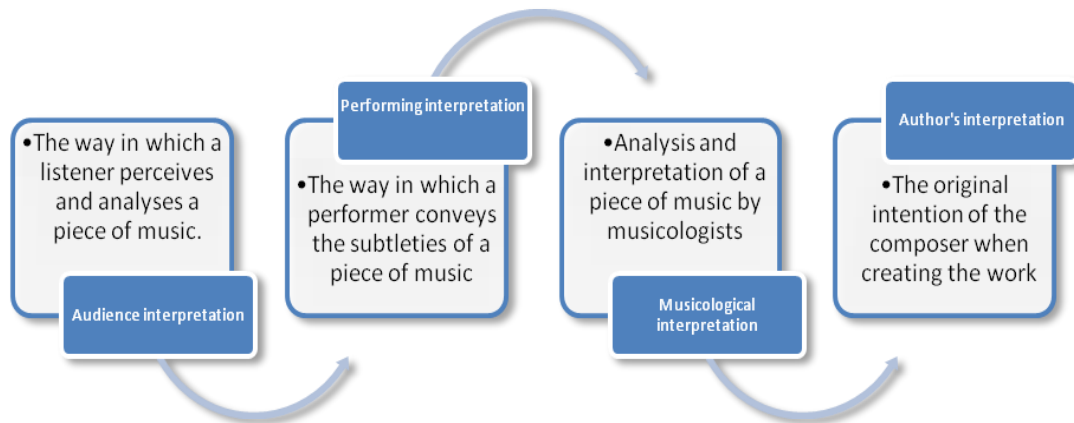 •The way in which a
listener perceives
and analyses a
piece of music.
Audience interpretation
Performing interpretation
•The way in which a
performer conveys
the subtleties of a
piece of music
•Analysis and
interpretation of a
piece of music by
musicologists
Musicological
interpretation
Author's interpretation
•The original
intention of the
composer when
creating the work